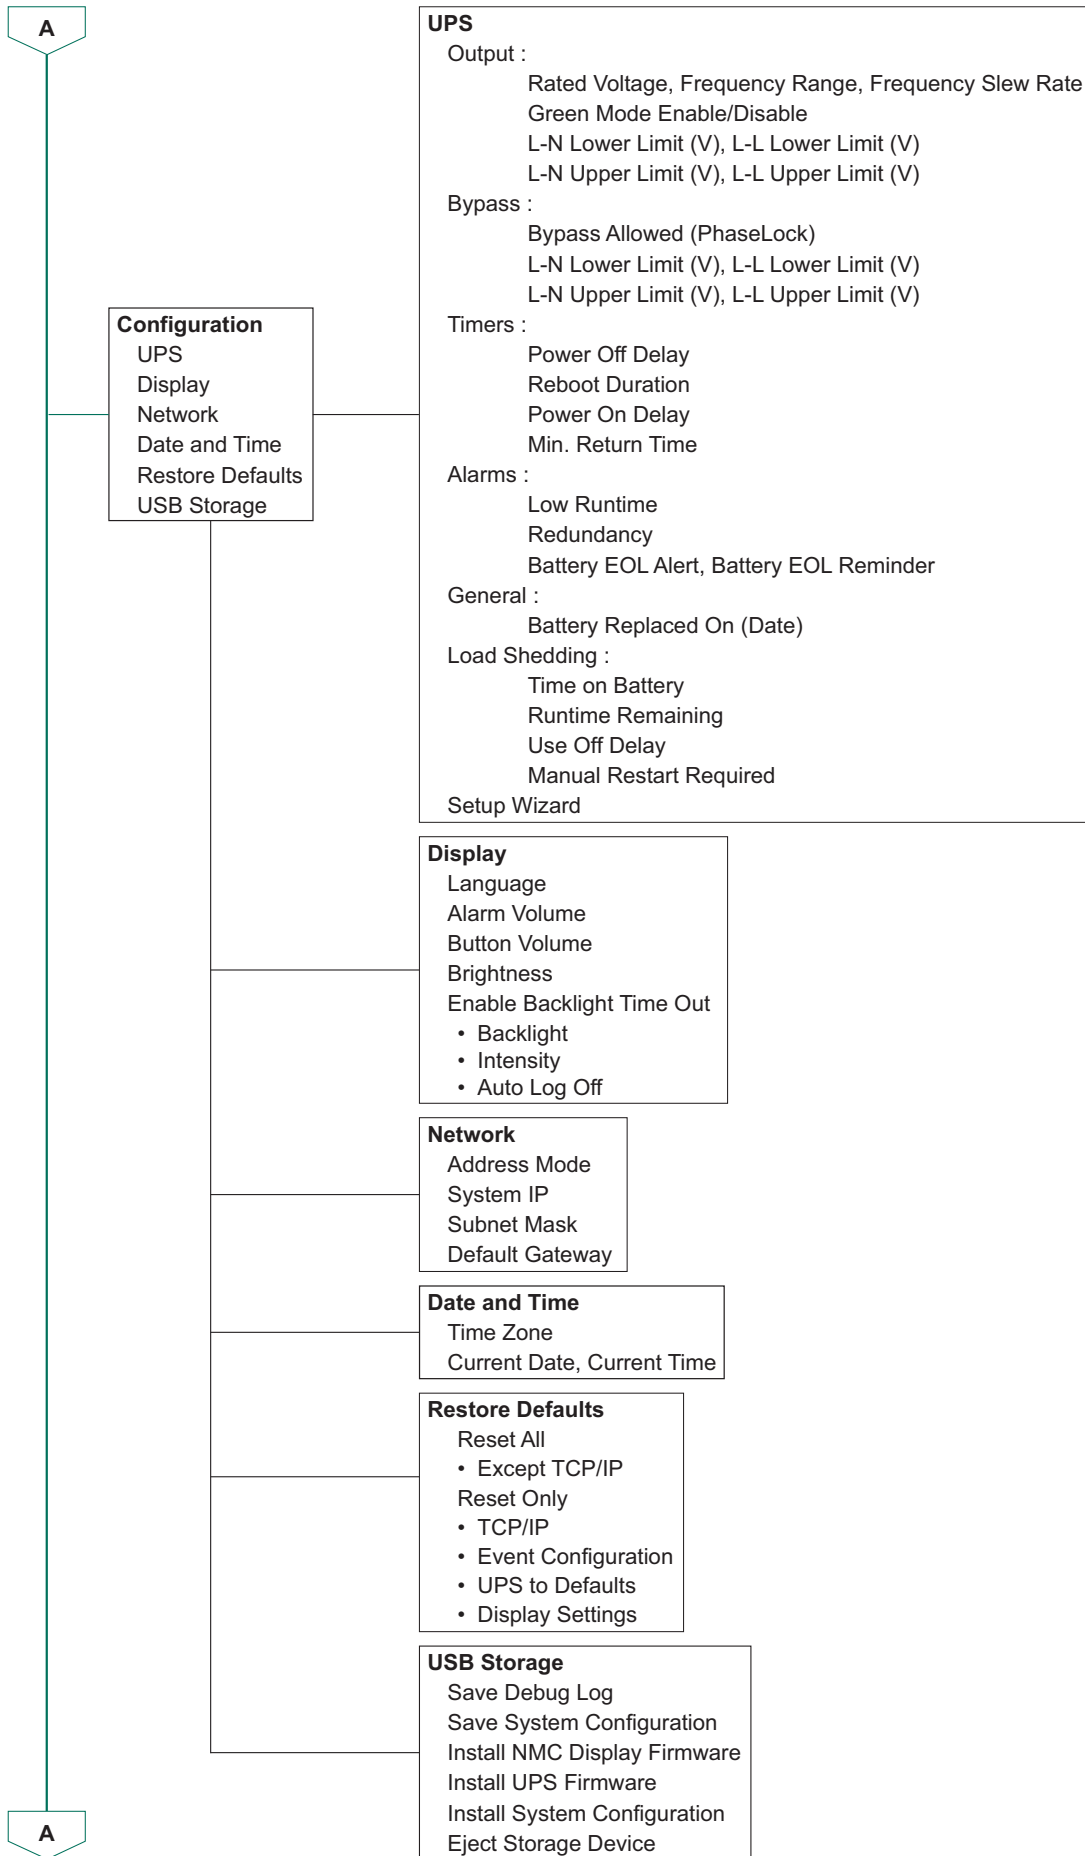 A
Configuration
UPS
Display
Network
Date and Time
Restore Defaults
USB Storage
UPS
Output :
Rated Voltage, Frequency Range, Frequency Slew Rate
Green Mode Enable/Disable
L-N Lower Limit (V), L-L Lower Limit (V)
L-N Upper Limit (V), L-L Upper Limit (V)
Bypass :
Bypass Allowed (PhaseLock)
L-N Lower Limit (V), L-L Lower Limit (V)
L-N Upper Limit (V), L-L Upper Limit (V)
Timers :
Power Off Delay
Reboot Duration
Power On Delay
Min. Return Time
Alarms :
Low Runtime
Redundancy
Battery EOL Alert, Battery EOL Reminder
General :
Battery Replaced On (Date)
Load Shedding :
Time on Battery
Runtime Remaining
Use Off Delay
Manual Restart Required
Setup Wizard
Display
Language
Alarm Volume
Button Volume
Brightness
Enable Backlight Time Out
• Backlight
• Intensity
• Auto Log Off
Network
Address Mode
System IP
Subnet Mask
Default Gateway
Date and Time
Time Zone
Current Date, Current Time
Restore Defaults
Reset All
• Except TCP/IP
Reset Only
• TCP/IP
• Event Configuration
• UPS to Defaults
• Display Settings
USB Storage
Save Debug Log
Save System Configuration
Install NMC Display Firmware
Install UPS Firmware
Install System Configuration
Eject Storage Device
A